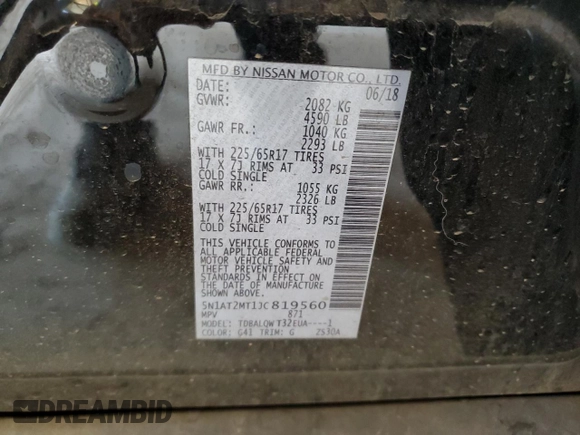 MFD BY NISSAN MOTOR CO., LTD.
DATE: 06/18
GVWR: 2082 KG
4590 LB
GAWR FR.: 1040 KG
2293 LB
WITH 225/65R17 TIRES
17 X 7J RIMS AT 33 PSI
COLD SINGLE
GAWR RR.: 1055 KG
2326 LB
WITH 225/65R17 TIRES
17 X 7J RIMS AT 33 PSI
COLD SINGLE
THIS VEHICLE CONFORMS TO
ALL APPLICABLE FEDERAL
MOTOR VEHICLE SAFETY AND
THEFT PREVENTION
STANDARDS IN EFFECT ON
THE DATE OF MANUFACTURE
SHOWN ABOVE.
5N1AT2MT1JC819560
MPV 871
MODEL: TDBALQWT32EUA----1
COLOR: G41 TRIM: G ZS30A
DREAMBID